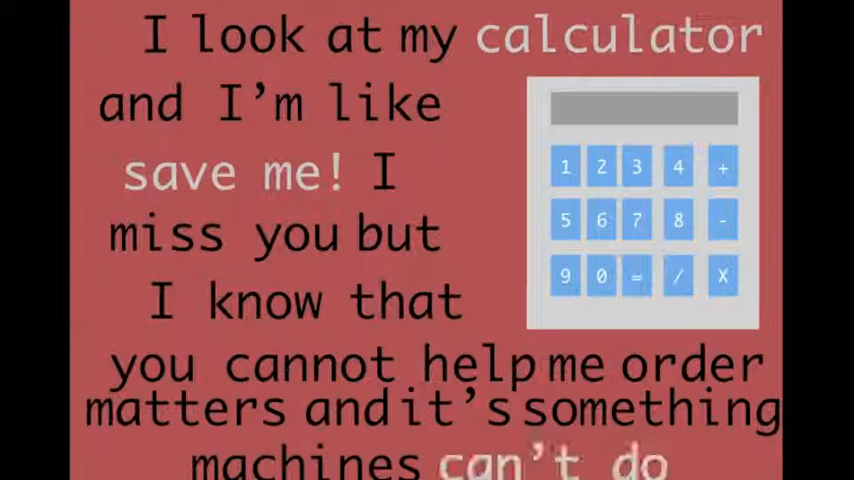 I look at my calculator
and I'm like
save me! I
miss you but
I know that
you cannot help me order
matters and it's something
machines can't do
1 2 3 4 +
5 6 7 8 -
9 0 = / X